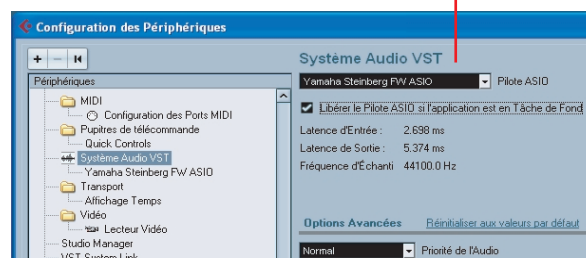 Configuration des Périphériques
Périphériques
MIDI
Configuration des Ports MIDI
Pupitres de télécommande
Quick Controls
Système Audio VST
Yamaha Steinberg FW ASIO
Transport
Affichage Temps
Vidéo
Lecteur Vidéo
Studio Manager
VST System Link
Système Audio VST
Yamaha Steinberg FW ASIO Pilote ASIO
Libérer le Pilote ASIO si l'application est en Tâche de Fond
Latence d'Entrée : 2.698 ms
Latence de Sortie : 5.374 ms
Fréquence d'Échanti 44100.0 Hz
Options Avancées Réinitialiser aux valeurs par défaut
Normal Priorité de l'Audio